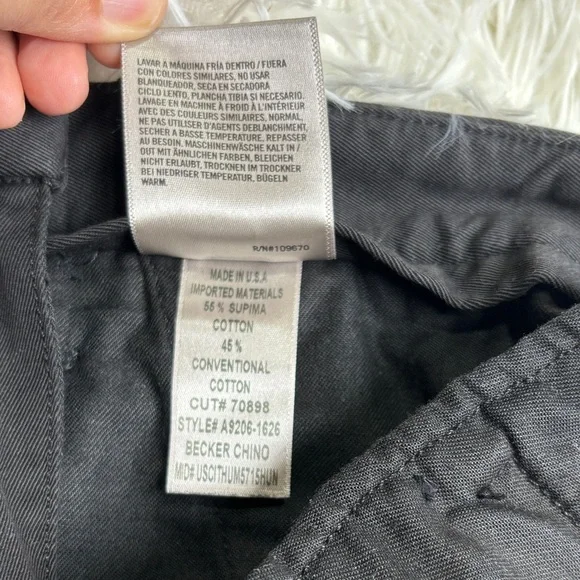 LAVAR A MÁQUINA FRÍA DENTRO / FUERA
CON COLORES SIMILARES, NO USAR
BLANQUEADOR, SECA EN SECADORA
CICLO LENTO, PLANCHA TIBIA SI NECESARIO.
LAVAGE EN MACHINE À FROID À L'INTÉRIEUR
AVEC DES COULEURS SIMILAIRES, NORMAL,
NE PAS UTILISER D'AGENTS DEBLANCHIMENT,
SECHER A BASSE TEMPERATURE, REPASSER
AU BESOIN. MASCHINENWÄSCHE KALT IN /
OUT MIT ÄHNLICHEN FARBEN, BLEICHEN
NICHT ERLAUBT, TROCKNEN IM TROCKNER
BEI NIEDRIGER TEMPERATUR, BÜGELN
WARM.
R/N#109670
MADE IN U.S.A
IMPORTED MATERIALS
55 % SUPIMA
COTTON
45 %
CONVENTIONAL
COTTON
CUT# 70898
STYLE# A9206-1626
BECKER CHINO
MID# USCITHUM5715HUN